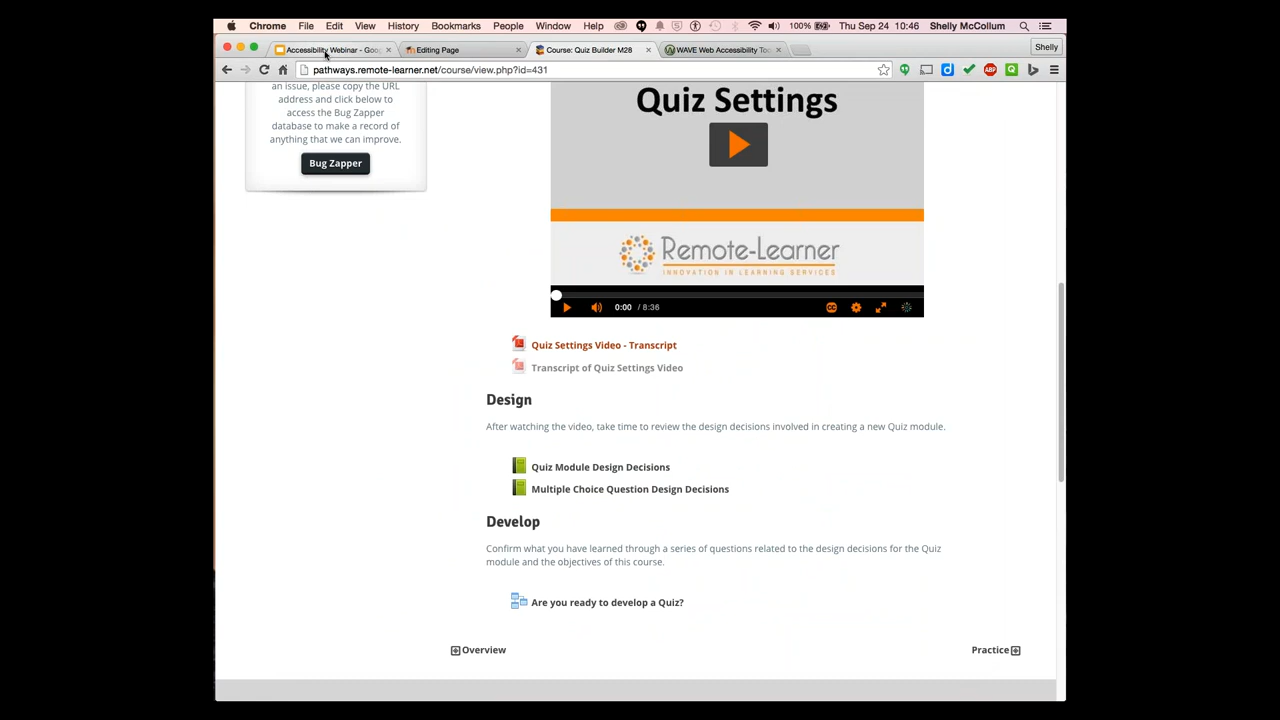 Chrome File Edit View History Bookmarks People Window Help 100% Thu Sep 24 10:46 Shelly McCollum
Accessibility Webinar - Goog Editing Page Course: Quiz Builder M28 WAVE Web Accessibility Too Shelly
pathways.remote-learner.net/course/view.php?id=431
an issue, please copy the URL
address and click below to
access the Bug Zapper
database to make a record of
anything that we can improve.
Bug Zapper
Quiz Settings
Remote-Learner
INNOVATION IN LEARNING SERVICES
0:00 / 8:36
Quiz Settings Video - Transcript
Transcript of Quiz Settings Video
Design
After watching the video, take time to review the design decisions involved in creating a new Quiz module.
Quiz Module Design Decisions
Multiple Choice Question Design Decisions
Develop
Confirm what you have learned through a series of questions related to the design decisions for the Quiz
module and the objectives of this course.
Are you ready to develop a Quiz?
Overview Practice